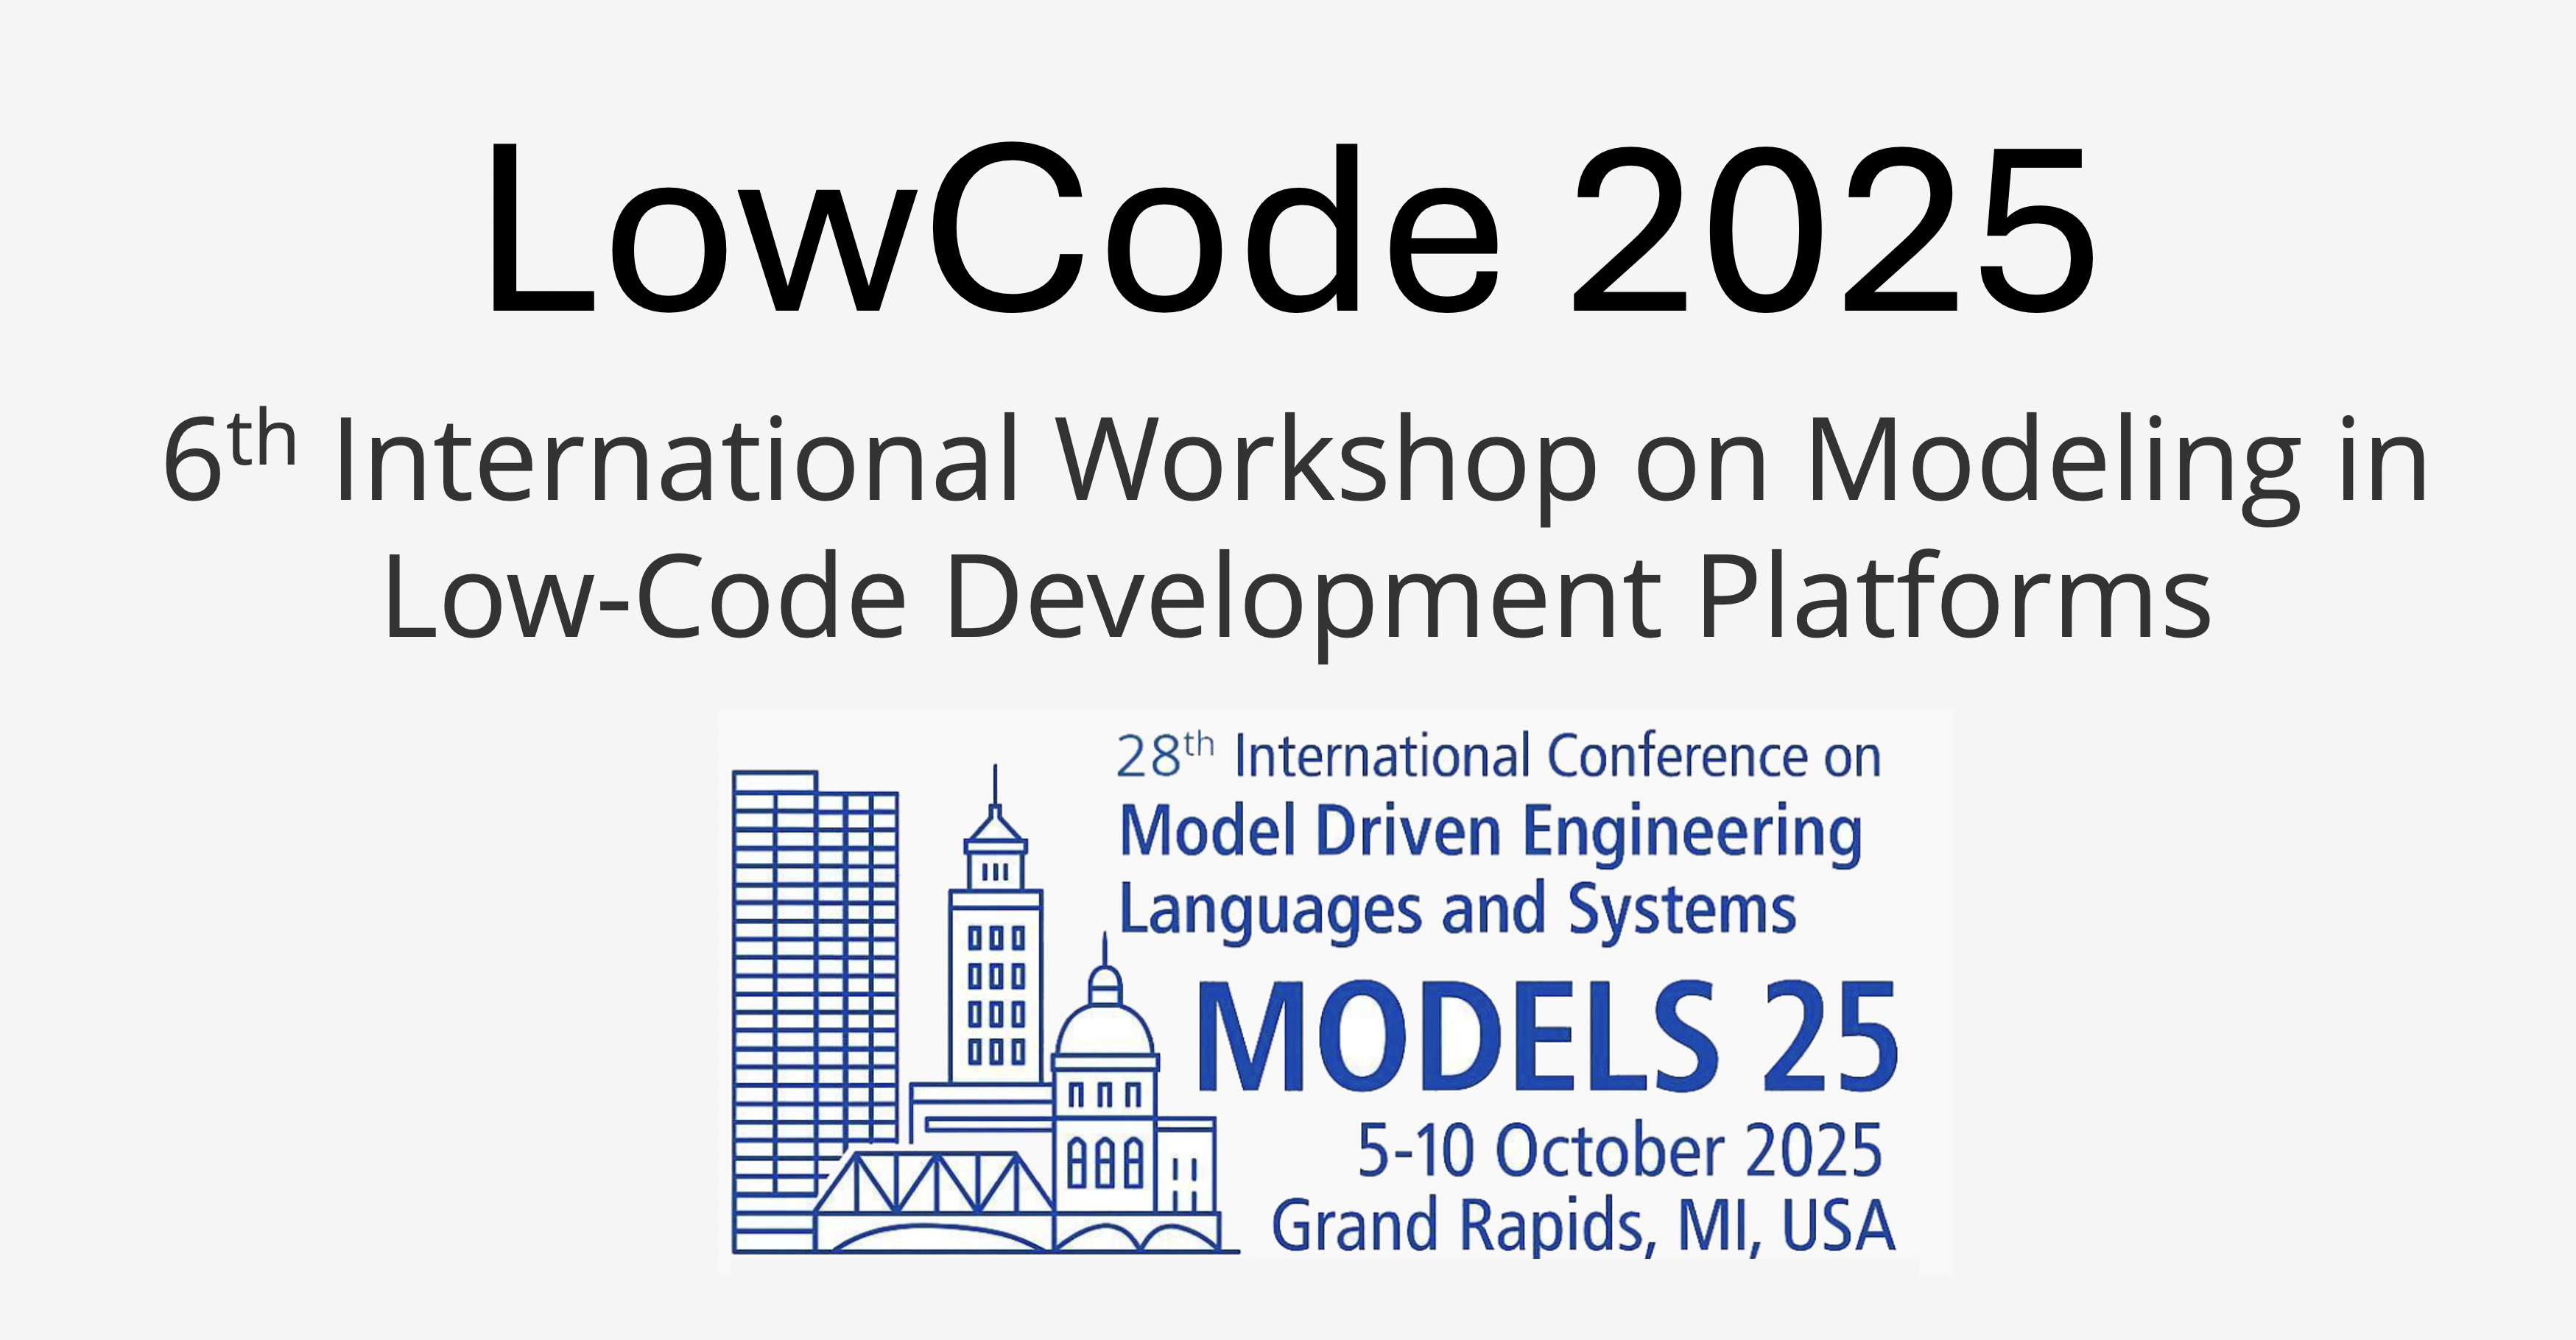 LowCode 2025
6th International Workshop on Modeling in
Low-Code Development Platforms
28th International Conference on
Model Driven Engineering
Languages and Systems
MODELS 25
5-10 October 2025
Grand Rapids, MI, USA